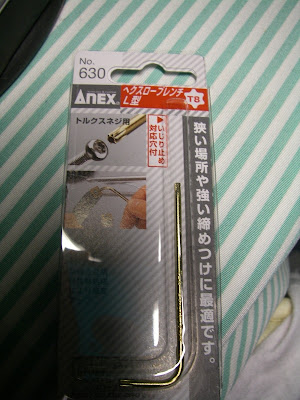 No.
630
ANEX
ヘクスローブレンチ
L型
T8
トルクスネジ用
いじり止め
対応穴付
狭い場所や強い締めつけに最適です。